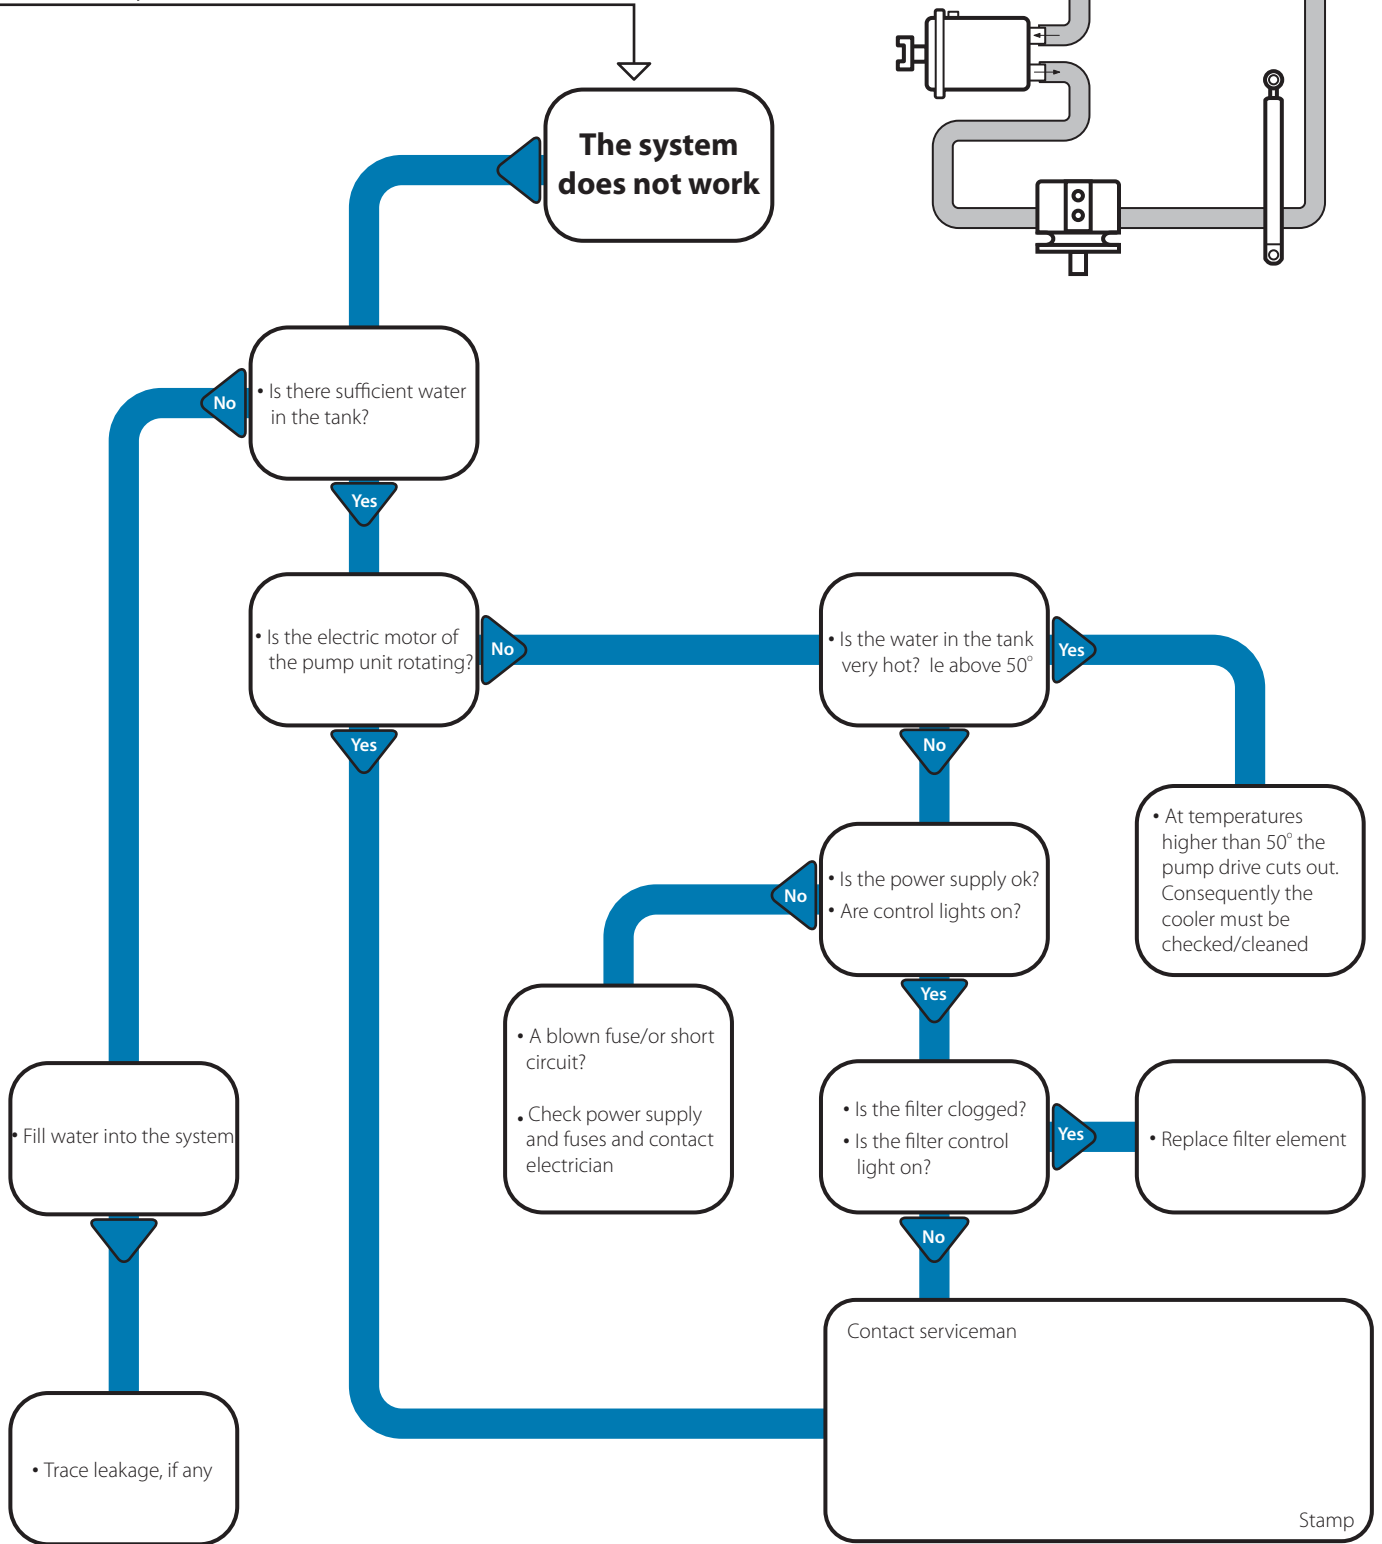 The system
does not work
• Is there sufficient water
in the tank?
No
Yes
• Is the electric motor of
the pump unit rotating?
No
Yes
• Is the water in the tank
very hot? Ie above 50°
Yes
No
• At temperatures
higher than 50° the
pump drive cuts out.
Consequently the
cooler must be
checked/cleaned
• Is the power supply ok?
• Are control lights on?
No
Yes
• A blown fuse/or short
circuit?
• Check power supply
and fuses and contact
electrician
• Is the filter clogged?
• Is the filter control
light on?
Yes
No
• Replace filter element
• Fill water into the system
• Trace leakage, if any
Contact serviceman
Stamp